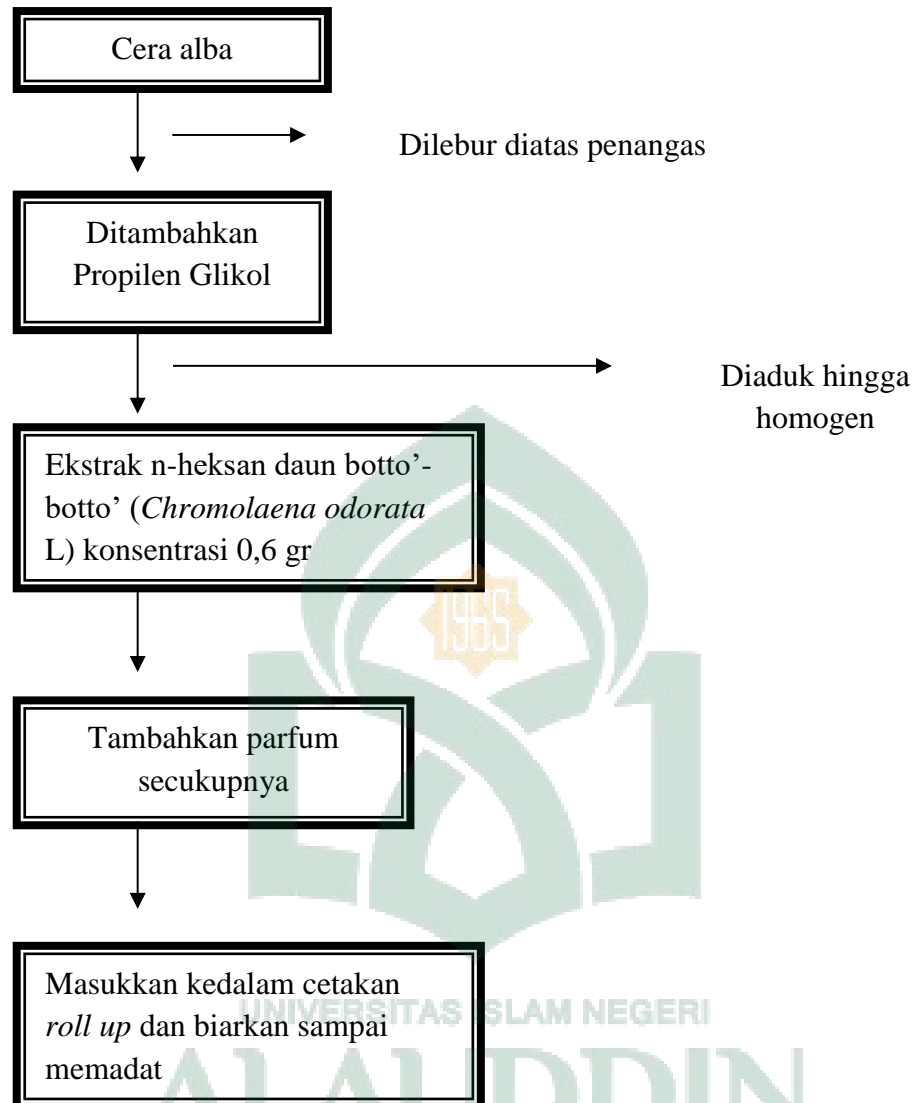 Cera alba
Dilebur diatas penangas
Ditambahkan
Propilen Glikol
Diaduk hingga
homogen
Ekstrak n-heksan daun botto’-
botto’ (Chromolaena odorata
L) konsentrasi 0,6 gr
1965
Tambahkan parfum
secukupnya
Masukkan kedalam cetakan
roll up dan biarkan sampai
memadat
UNIVERSITAS ISLAM NEGERI
ALAUDDIN